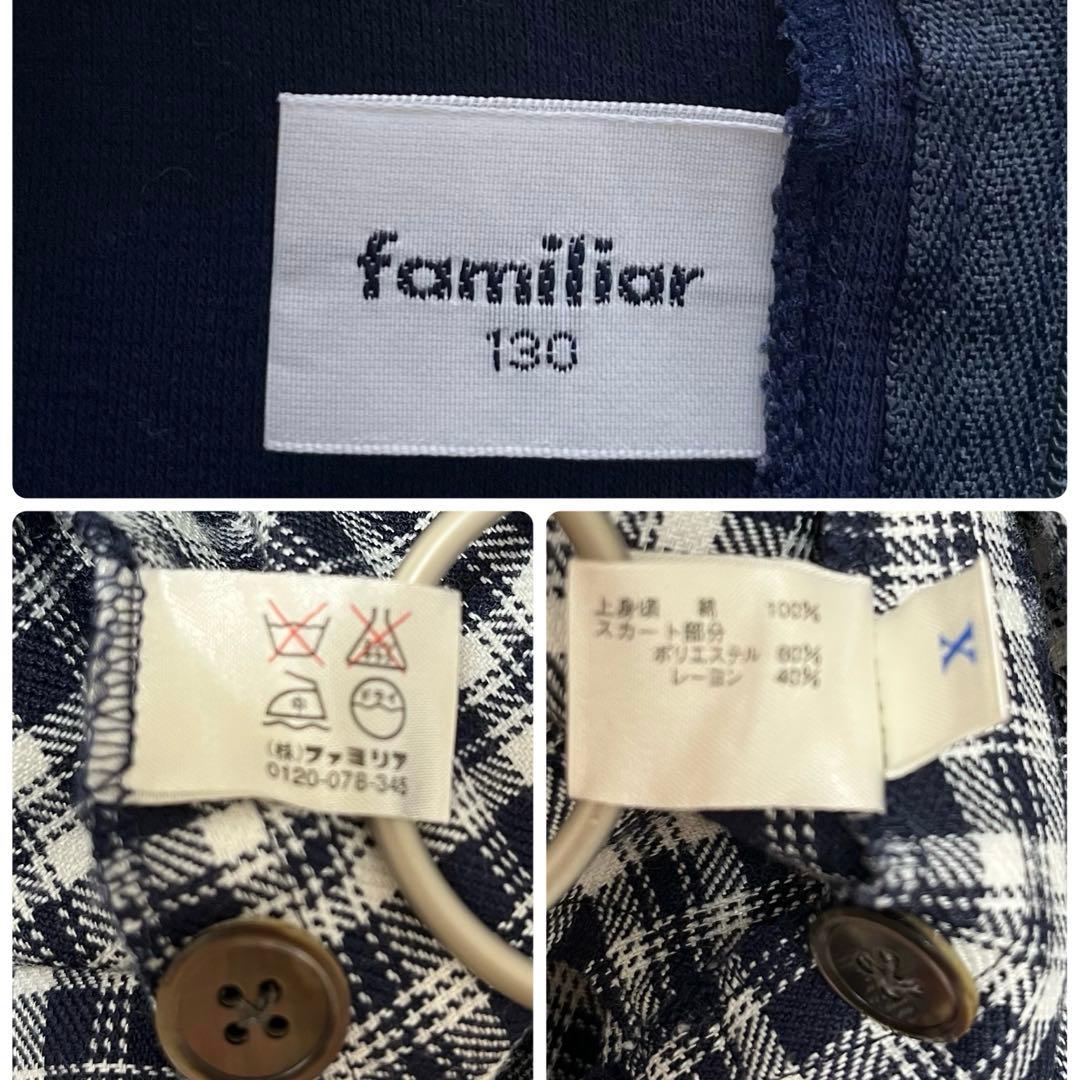 familiar
130
中
ドライ
(株)ファミリア
0120-078-345
上身頃 綿 100%
スカート部分
ポリエステル 60%
レーヨン 40%
X